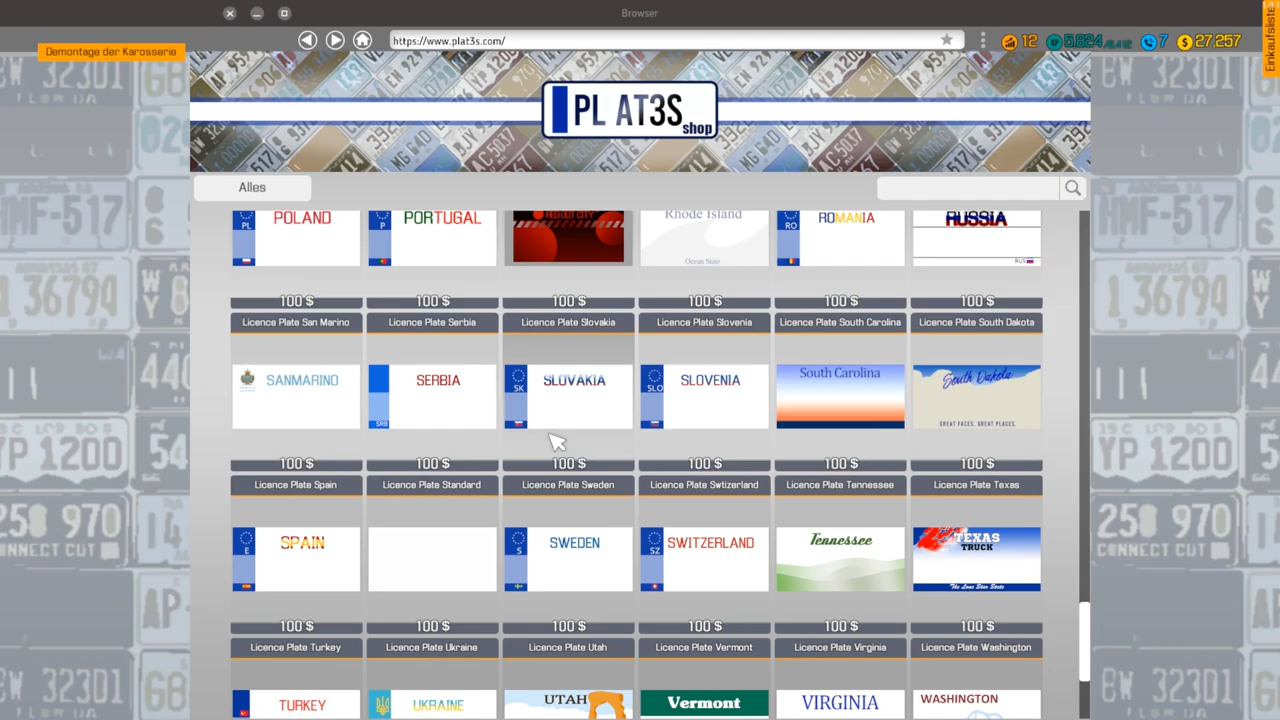 Browser
https://www.plat3s.com/
12
7
27,257
Demontage der Karosserie
Einkaufsliste
PL AT3S
shop
Alles
PL POLAND
P PORTUGAL
Rhode Island
Ocean State
RO ROMANIA
RUSSIA
RUS
100 $ 100 $ 100 $ 100 $ 100 $ 100 $
Licence Plate San Marino
Licence Plate Serbia
Licence Plate Slovakia
Licence Plate Slovenia
Licence Plate South Carolina
Licence Plate South Dakota
SANMARINO
SERBIA
SRB
SLOVAKIA
SK
SLOVENIA
SLO
South Carolina
South Dakota
GREAT FACES. GREAT PLACES.
100 $ 100 $ 100 $ 100 $ 100 $ 100 $
Licence Plate Spain
Licence Plate Standard
Licence Plate Sweden
Licence Plate Swtizerland
Licence Plate Tennessee
Licence Plate Texas
SPAIN
E
SWEDEN
S
SWITZERLAND
SZ
Tennessee
TEXAS
TRUCK
The Lone Star State
100 $ 100 $ 100 $ 100 $ 100 $ 100 $
Licence Plate Turkey
Licence Plate Ukraine
Licence Plate Utah
Licence Plate Vermont
Licence Plate Virginia
Licence Plate Washington
TURKEY
UKRAINE
UTAH
Vermont
VIRGINIA
WASHINGTON